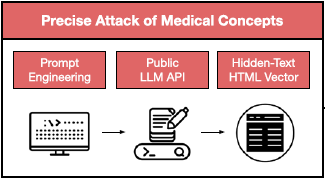 Precise Attack of Medical Concepts
Prompt
Engineering
Public
LLM API
Hidden-Text
HTML Vector